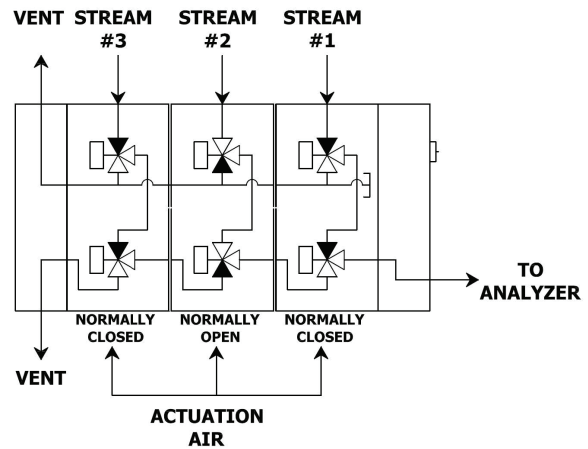 VENT STREAM STREAM STREAM
#3 #2 #1
TO
ANALYZER
NORMALLY NORMALLY NORMALLY
CLOSED OPEN CLOSED
VENT
ACTUATION
AIR